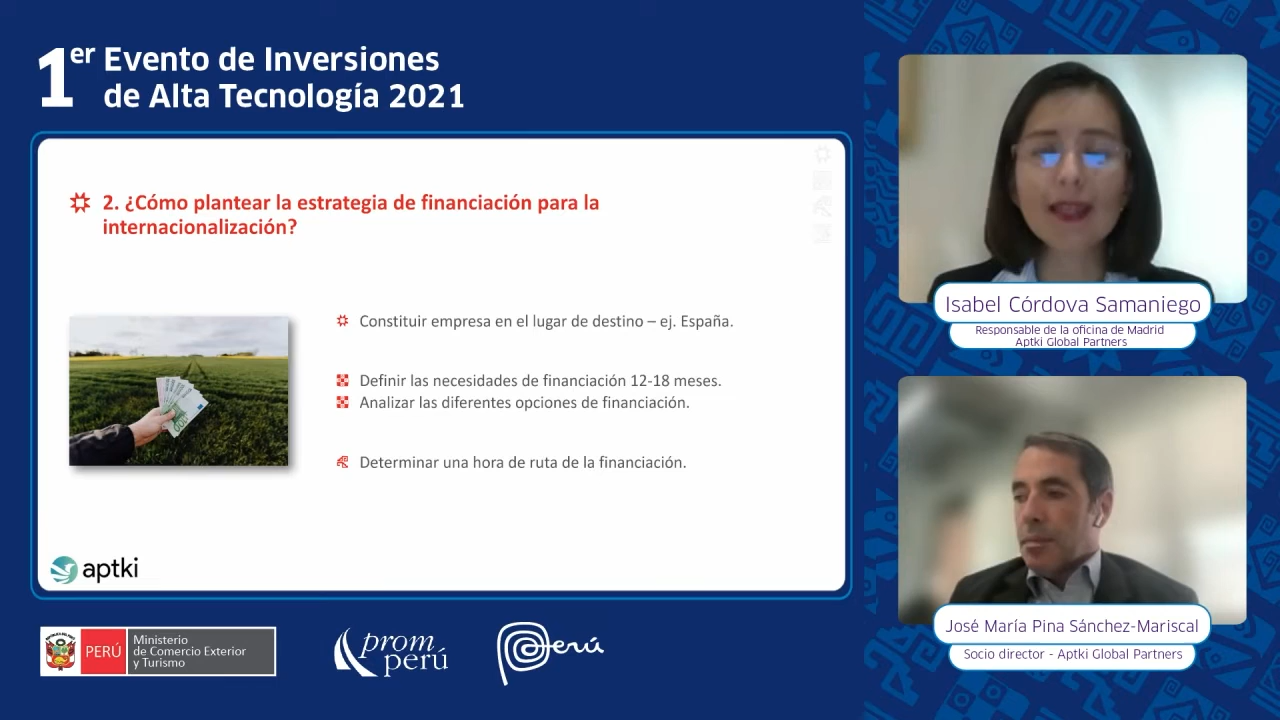 1er Evento de Inversiones
de Alta Tecnología 2021
2. ¿Cómo plantear la estrategia de financiación para la
internacionalización?
Constituir empresa en el lugar de destino – ej. España.
Definir las necesidades de financiación 12-18 meses.
Analizar las diferentes opciones de financiación.
Determinar una hora de ruta de la financiación.
aptki
Isabel Córdova Samaniego
Responsable de la oficina de Madrid
Aptki Global Partners
José María Pina Sánchez-Mariscal
Socio director - Aptki Global Partners
PERÚ
Ministerio
de Comercio Exterior
y Turismo
prom
perú
Perú